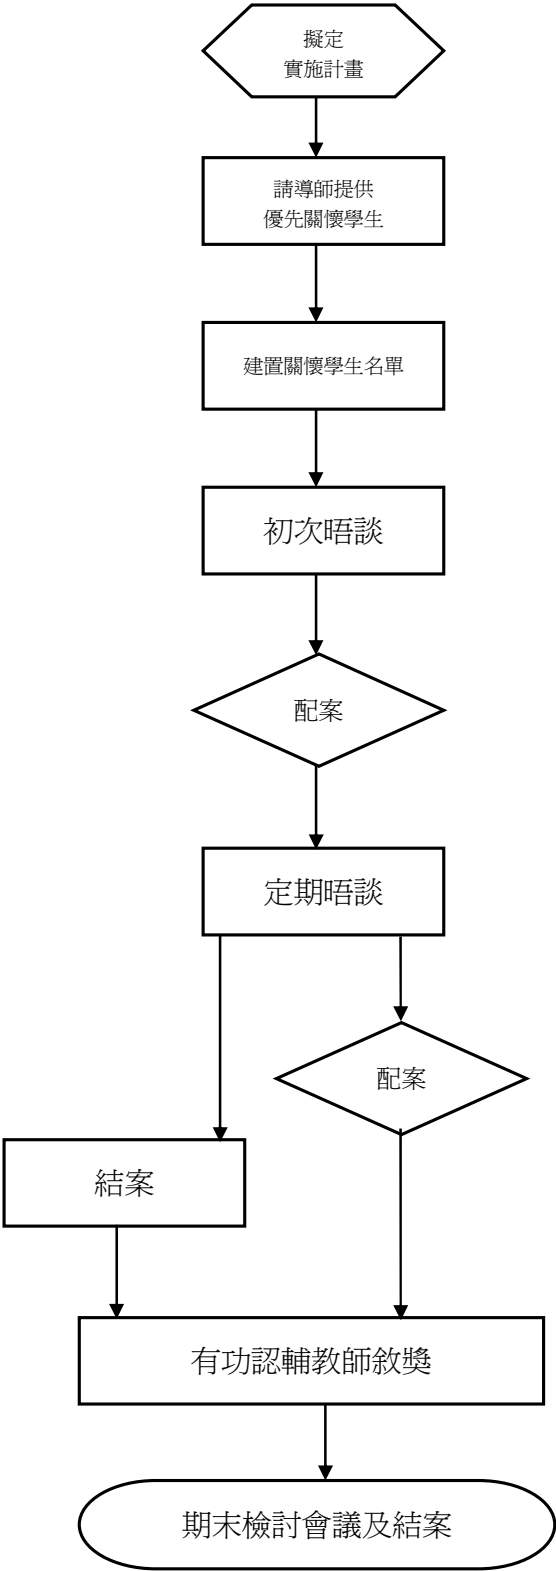 擬定
實施計畫
請導師提供
優先關懷學生
建置關懷學生名單
初次晤談
配案
定期晤談
配案
結案
有功認輔教師敘獎
期末檢討會議及結案